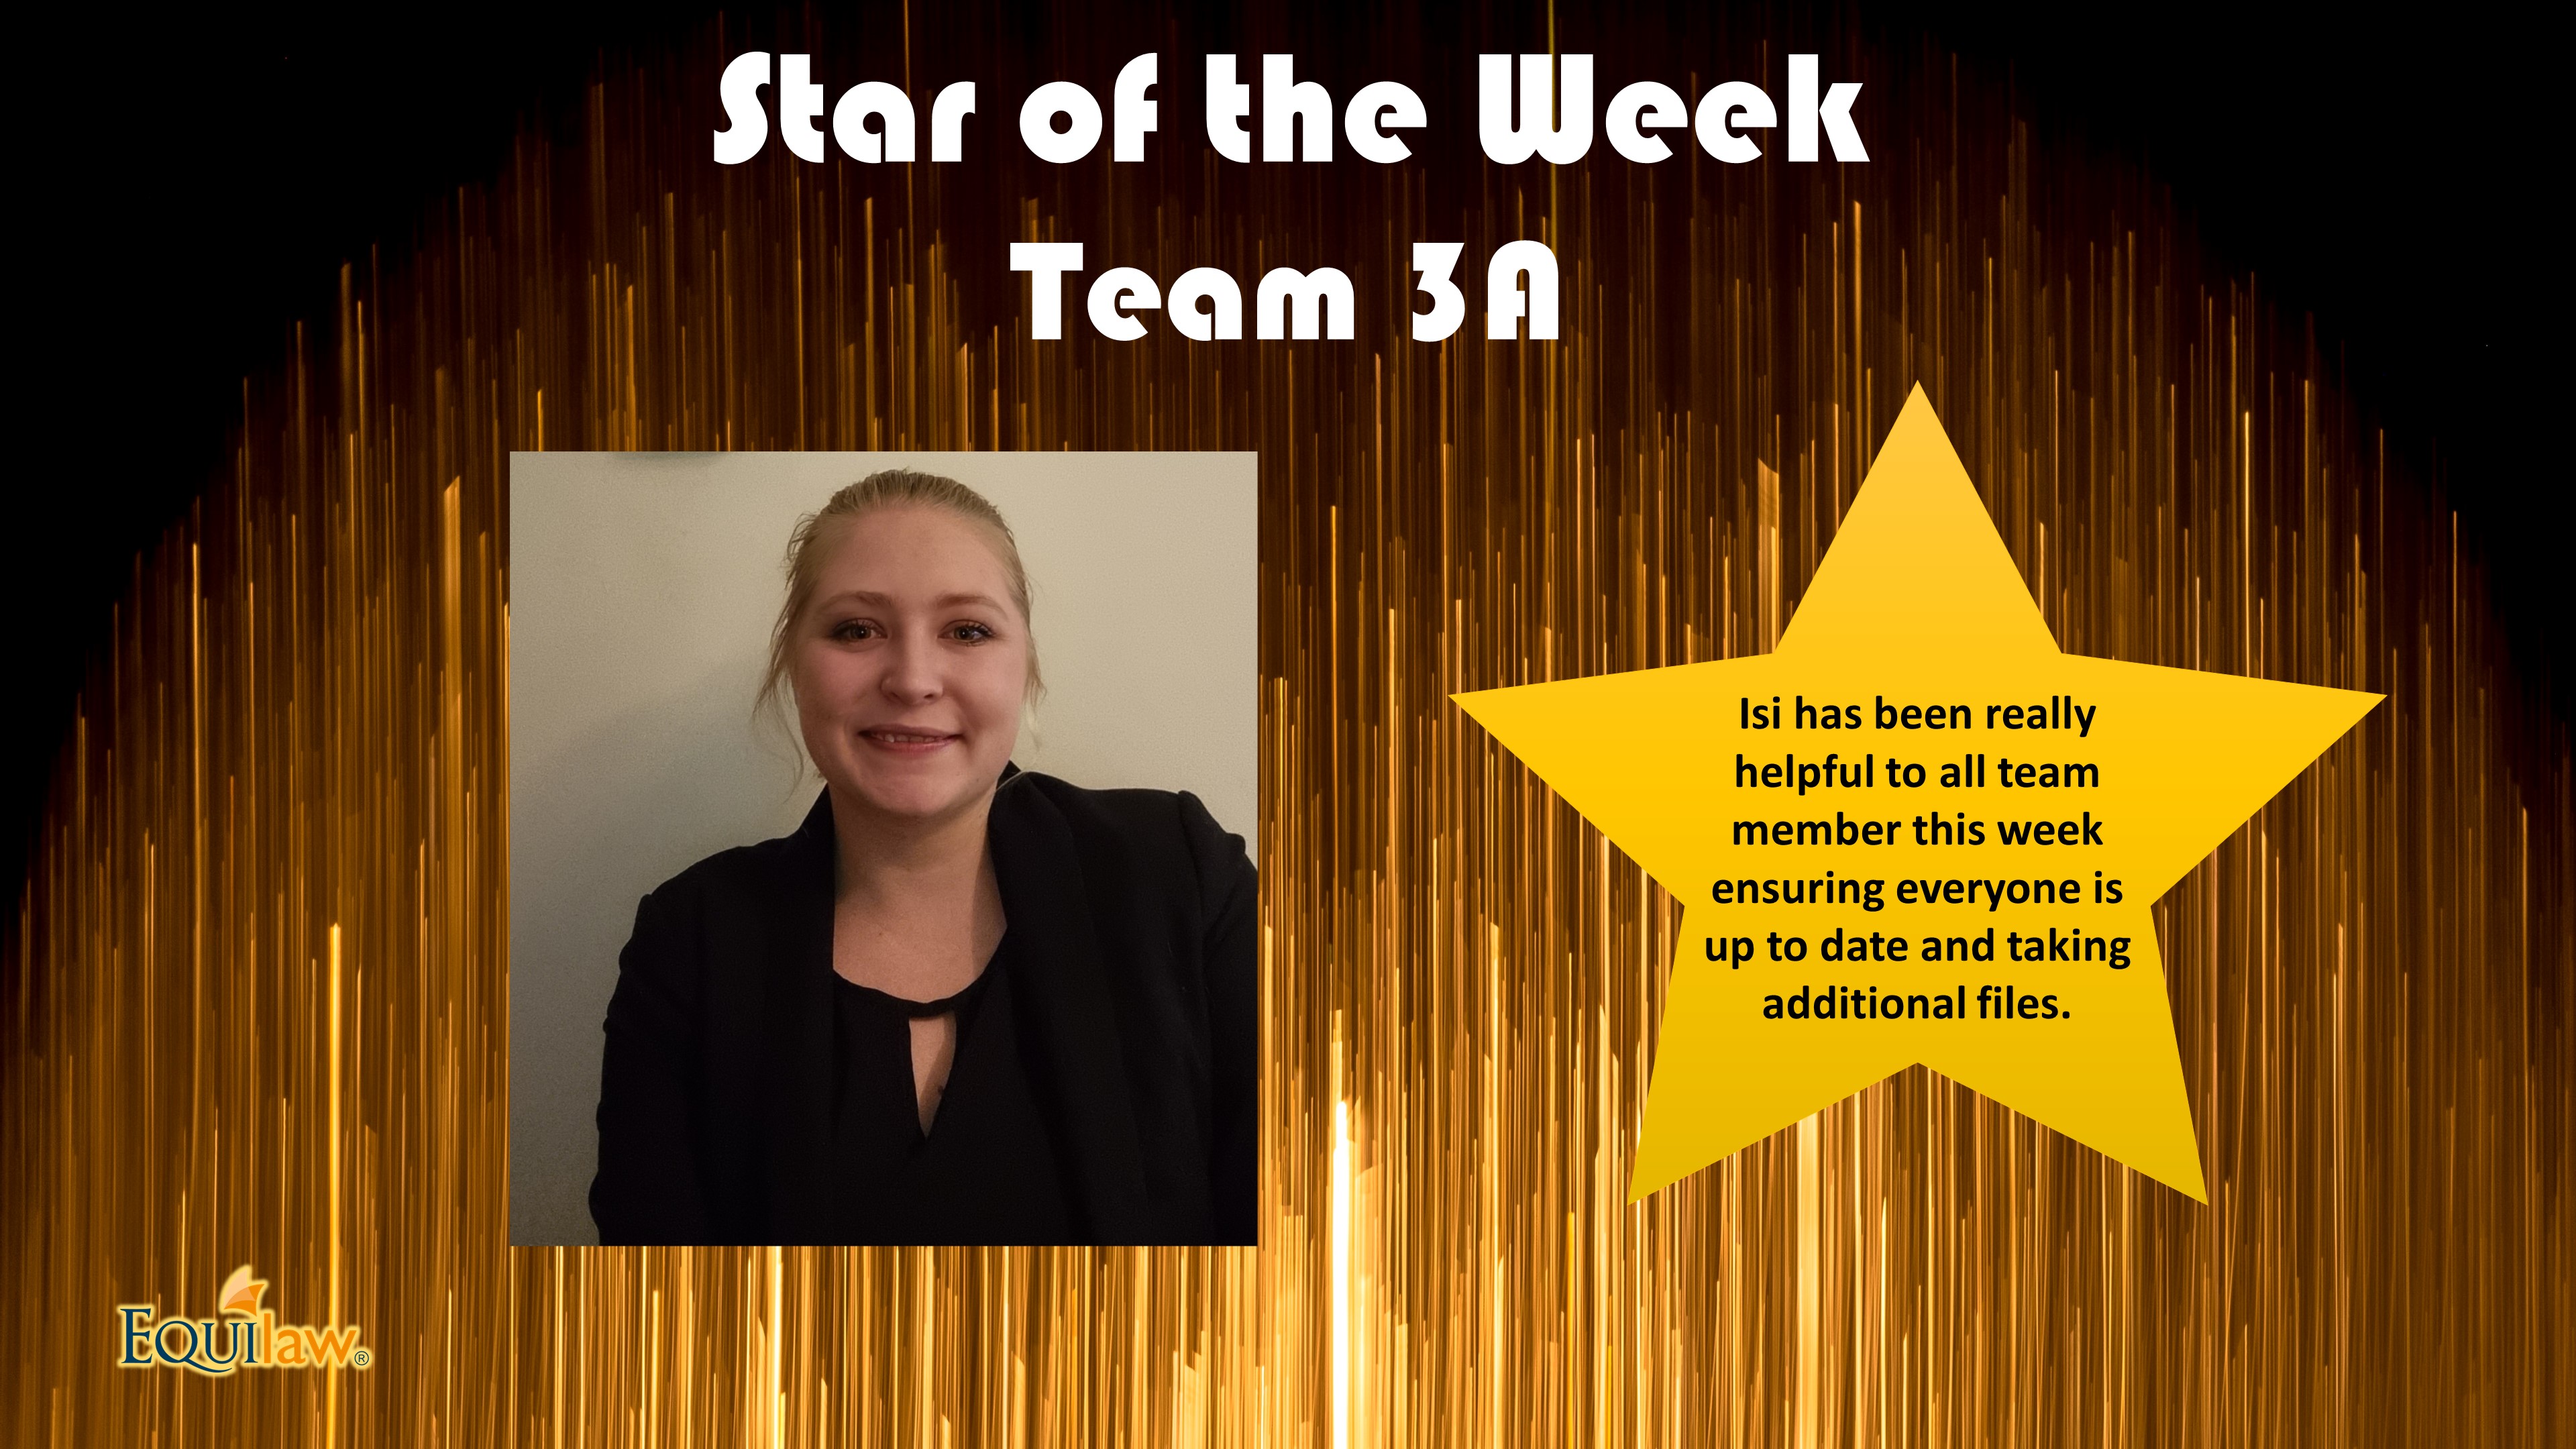 Star of the Week
Team 3A
Isi has been really
helpful to all team
member this week
ensuring everyone is
up to date and taking
additional files.
EQUIlaw®